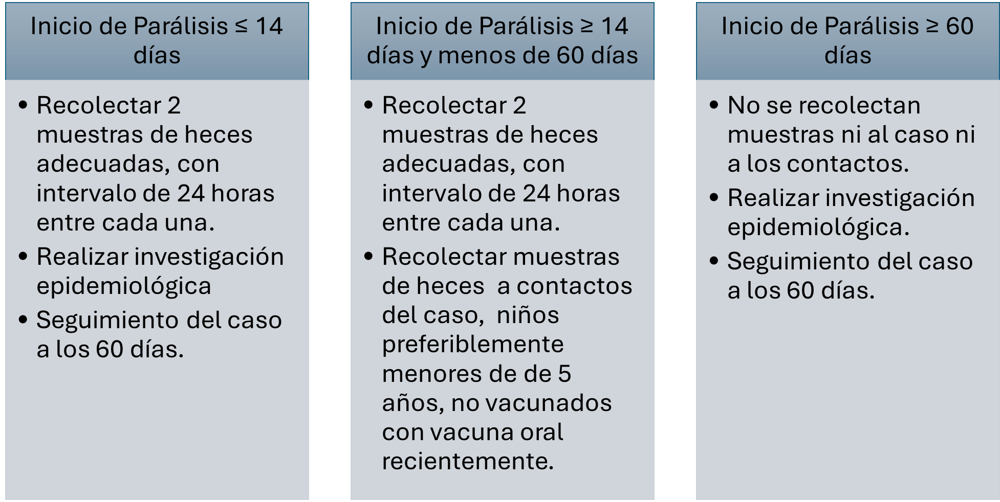 Inicio de Parálisis ≤ 14
días
• Recolectar 2
muestras de heces
adecuadas, con
intervalo de 24 horas
entre cada una.
• Realizar investigación
epidemiológica
• Seguimiento del caso
a los 60 días.
Inicio de Parálisis ≥ 14
días y menos de 60 días
• Recolectar 2
muestras de heces
adecuadas, con
intervalo de 24 horas
entre cada una.
• Recolectar muestras
de heces  a contactos
del caso,  niños
preferiblemente
menores de de 5
años, no vacunados
con vacuna oral
recientemente.
Inicio de Parálisis ≥ 60
días
• No se recolectan
muestras ni al caso ni
a los contactos.
• Realizar investigación
epidemiológica.
• Seguimiento del caso
a los 60 días.